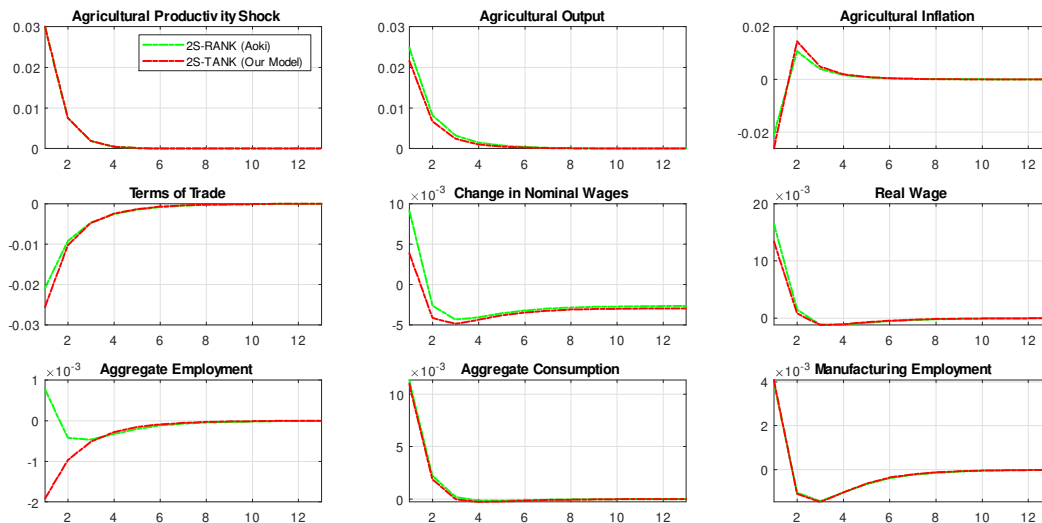 Agricultural Productivity Shock
0.03
0.02
0.01
0
2 4 6 8 10 12
2S-RANK (Aoki)
2S-TANK (Our Model)
Agricultural Output
0.03
0.02
0.01
0
2 4 6 8 10 12
Agricultural Inflation
0.02
0
-0.02
2 4 6 8 10 12
Terms of Trade
0
-0.01
-0.02
-0.03
2 4 6 8 10 12
Change in Nominal Wages
×10-3
10
5
0
-5
2 4 6 8 10 12
Real Wage
×10-3
20
10
0
2 4 6 8 10 12
Aggregate Employment
×10-3
1
0
-1
-2
2 4 6 8 10 12
Aggregate Consumption
×10-3
10
5
0
2 4 6 8 10 12
Manufacturing Employment
×10-3
4
2
0
2 4 6 8 10 12